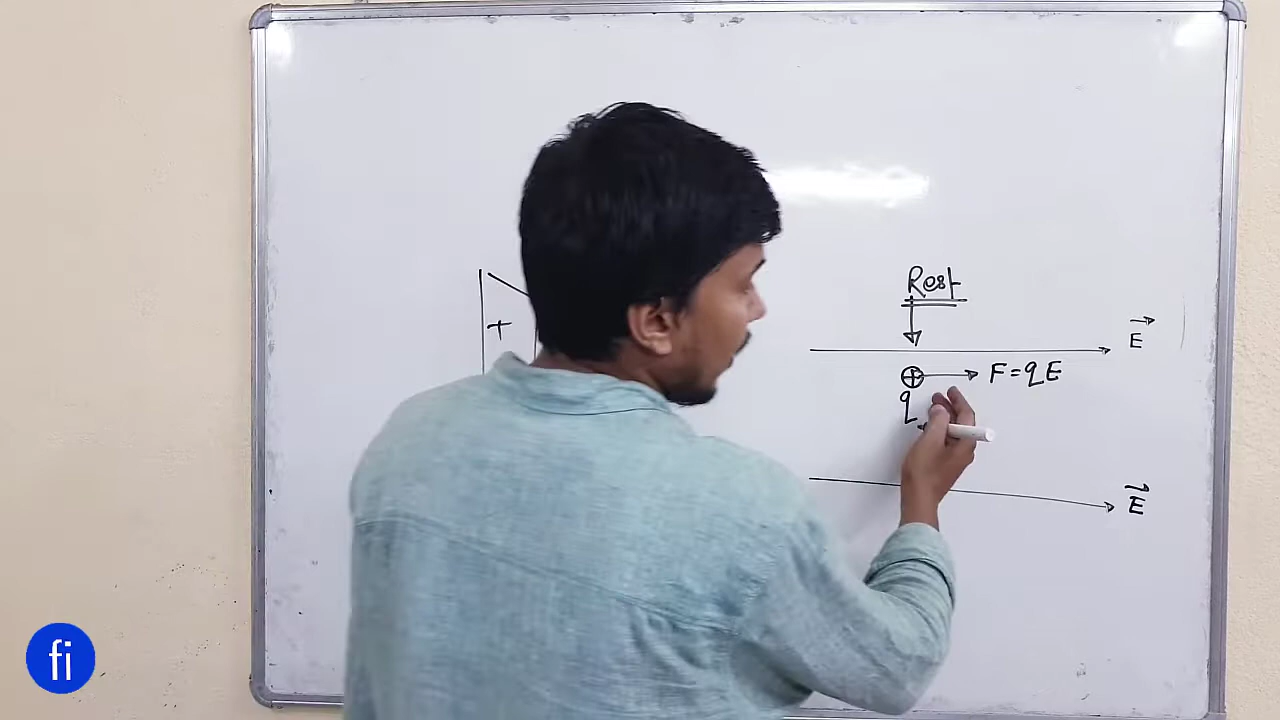 Rest
E
+
+ F = qE
q
E
fi